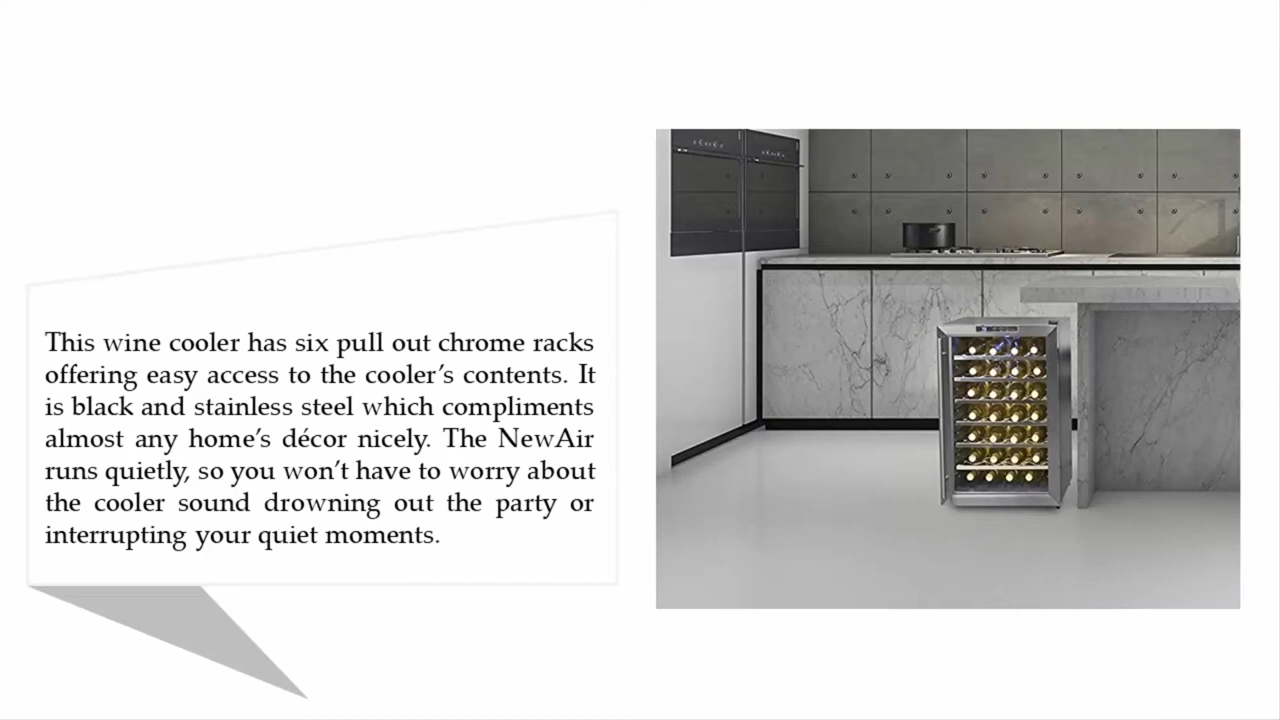 This wine cooler has six pull out chrome racks
offering easy access to the cooler’s contents. It
is black and stainless steel which compliments
almost any home’s décor nicely. The NewAir
runs quietly, so you won’t have to worry about
the cooler sound drowning out the party or
interrupting your quiet moments.